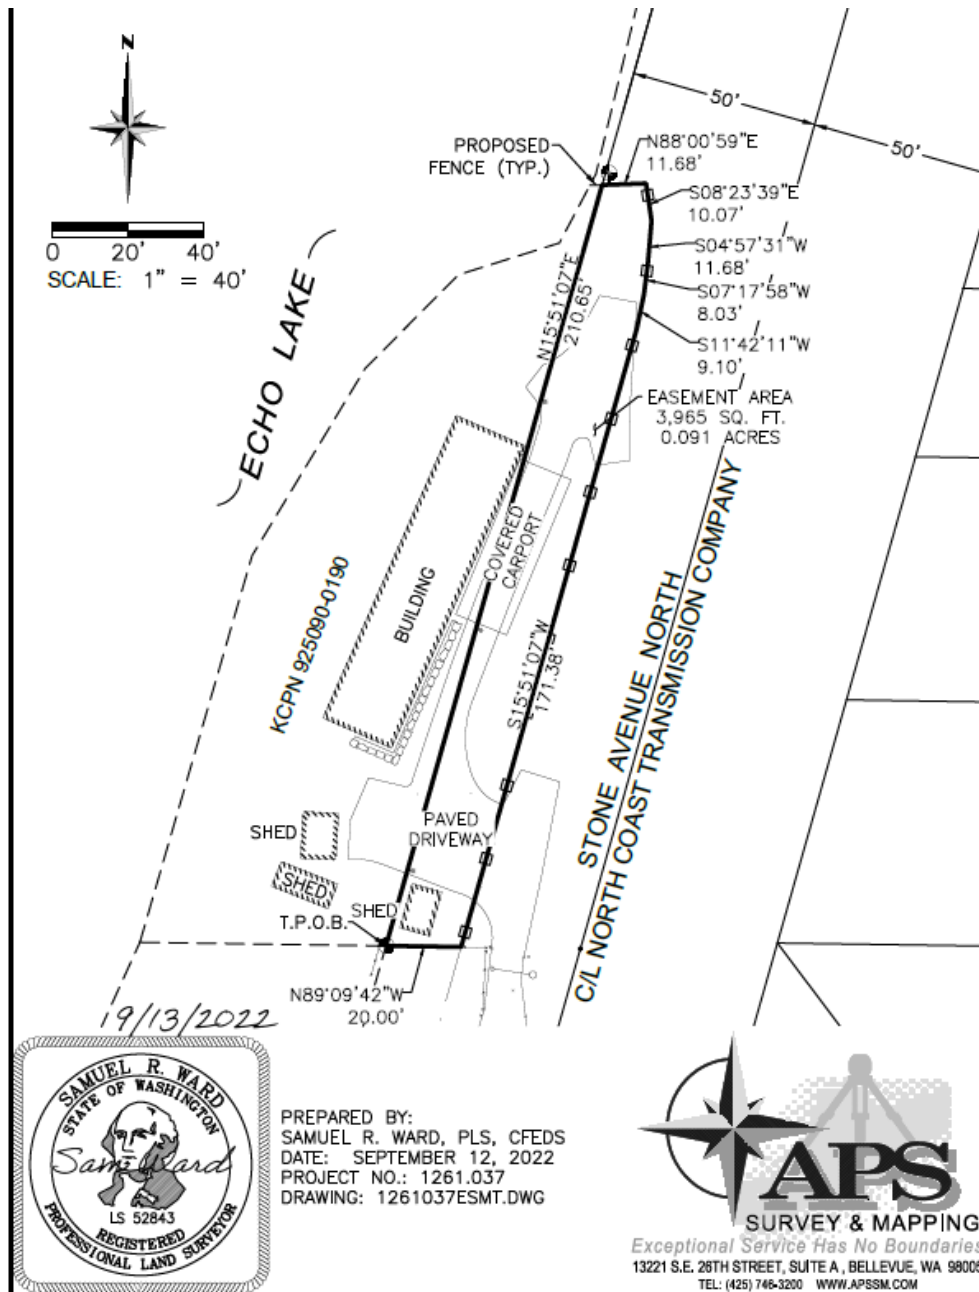 N
50'
50'
PROPOSED
FENCE (TYP.)
N88°00'59"E
11.68'
S08°23'39"E
10.07'
S04°57'31"W
11.68'
S07°17'58"W
8.03'
S11°42'11"W
9.10'
0 20' 40'
SCALE: 1" = 40'
ECHO LAKE
N15°51'07"E
210.65'
EASEMENT AREA
3,965 SQ. FT.
0.091 ACRES
COVERED
CARPORT
BUILDING
KCPN 925090-0190
S15°51'07"W
171.38'
STONE AVENUE NORTH
C/L NORTH COAST TRANSMISSION COMPANY
PAVED
DRIVEWAY
SHED
SHED
SHED
T.P.O.B.
N89°09'42"W
20.00'
9/13/2022
SAMUEL R. WARD
STATE OF WASHINGTON
Sam Ward
LS 52843
REGISTERED
PROFESSIONAL LAND SURVEYOR
PREPARED BY:
SAMUEL R. WARD, PLS, CFEDS
DATE: SEPTEMBER 12, 2022
PROJECT NO.: 1261.037
DRAWING: 1261037ESMT.DWG
APS
SURVEY & MAPPING
Exceptional Service Has No Boundaries
13221 S.E. 26TH STREET, SUITE A , BELLEVUE, WA 98005
TEL: (425) 746-3200 WWW.APSSM.COM